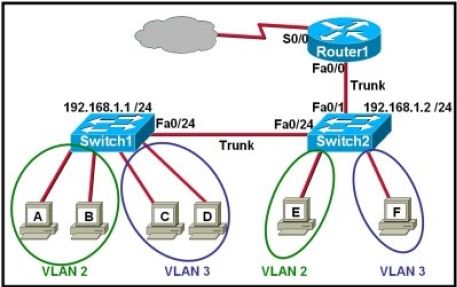 S0/0
Router1
Fa0/0
Trunk
192.168.1.1 /24
Fa0/24
Switch1
Trunk
Fa0/1
192.168.1.2 /24
Fa0/24
Switch2
A
B
C
D
E
F
VLAN 2
VLAN 3
VLAN 2
VLAN 3